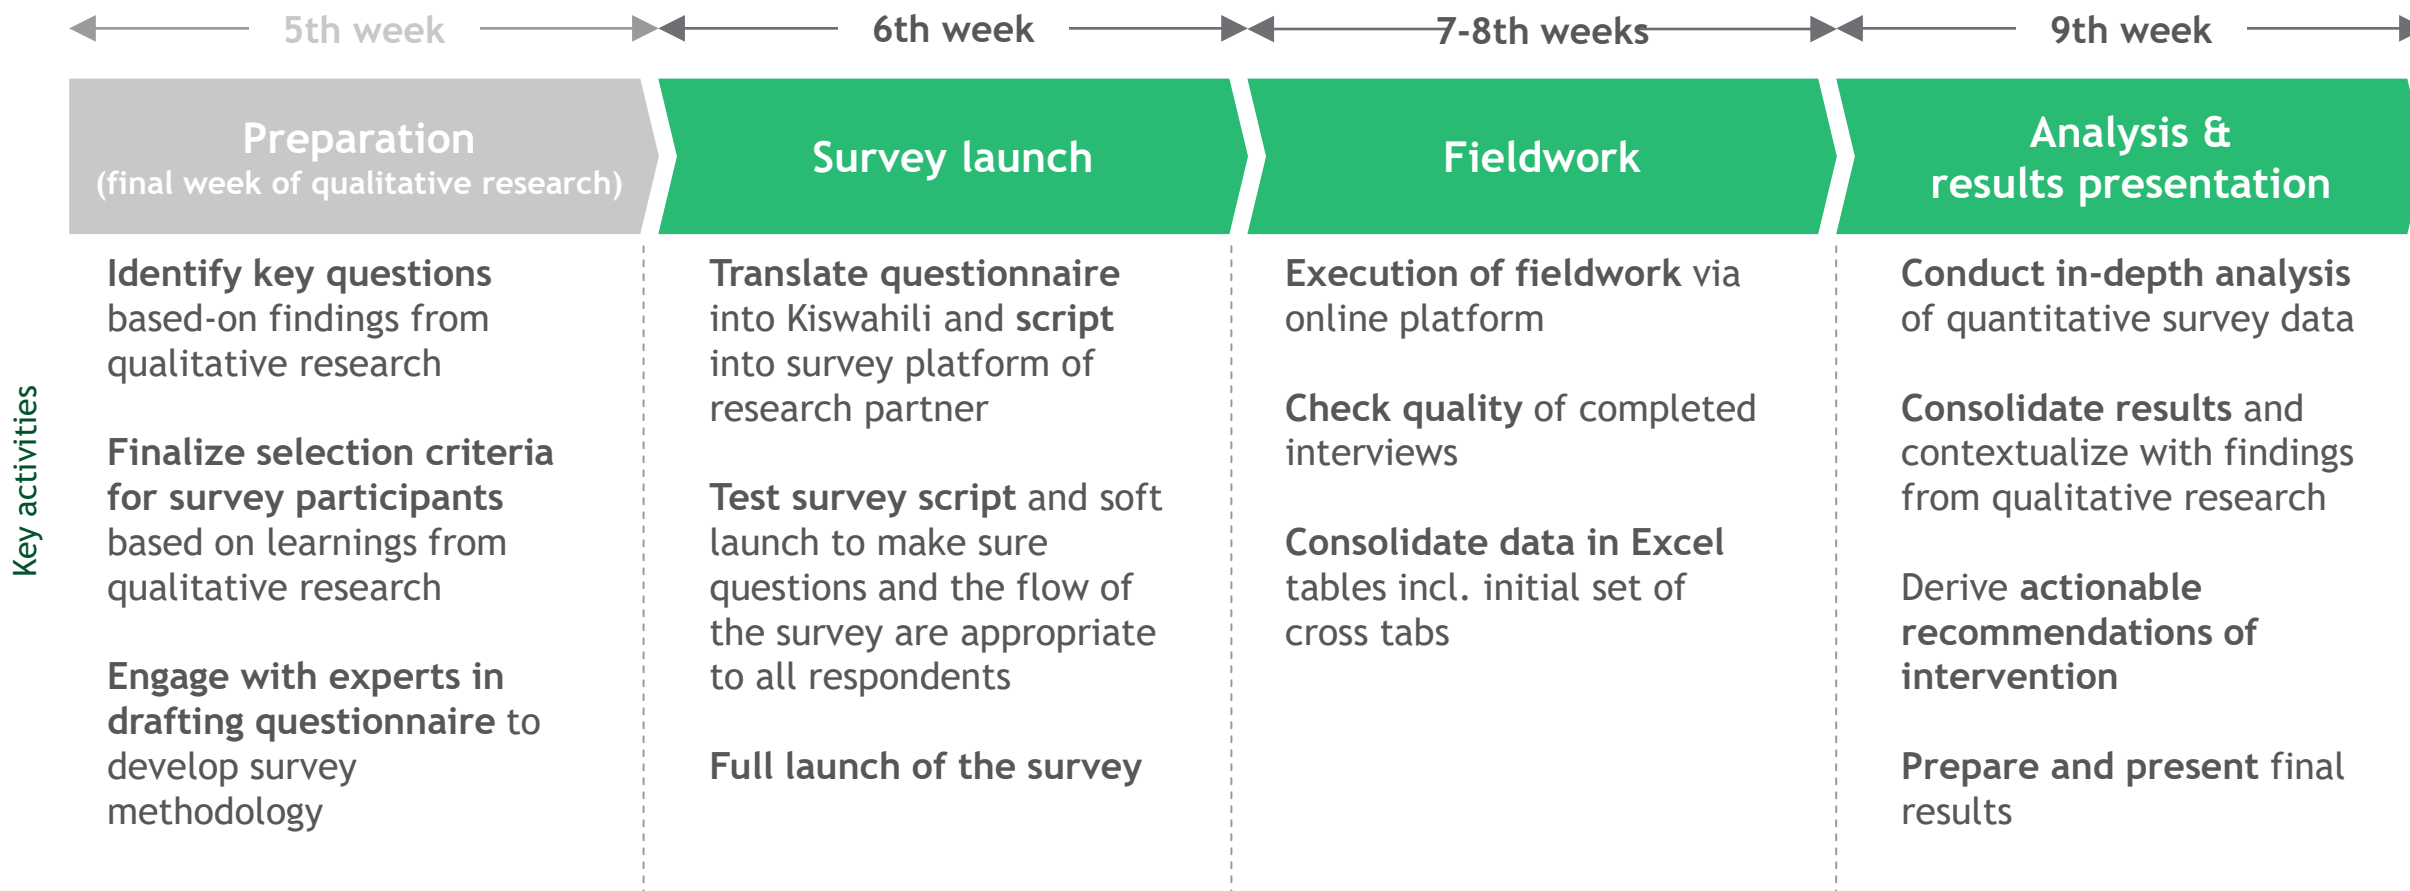 5th week
6th week
7-8th weeks
9th week
Preparation
(final week of qualitative research)
Survey launch
Fieldwork
Analysis &
results presentation
Key activities
Identify key questions
based-on findings from
qualitative research
Finalize selection criteria
for survey participants
based on learnings from
qualitative research
Engage with experts in
drafting questionnaire to
develop survey
methodology
Translate questionnaire
into Kiswahili and script
into survey platform of
research partner
Test survey script and soft
launch to make sure
questions and the flow of
the survey are appropriate
to all respondents
Full launch of the survey
Execution of fieldwork via
online platform
Check quality of completed
interviews
Consolidate data in Excel
tables incl. initial set of
cross tabs
Conduct in-depth analysis
of quantitative survey data
Consolidate results and
contextualize with findings
from qualitative research
Derive actionable
recommendations of
intervention
Prepare and present final
results